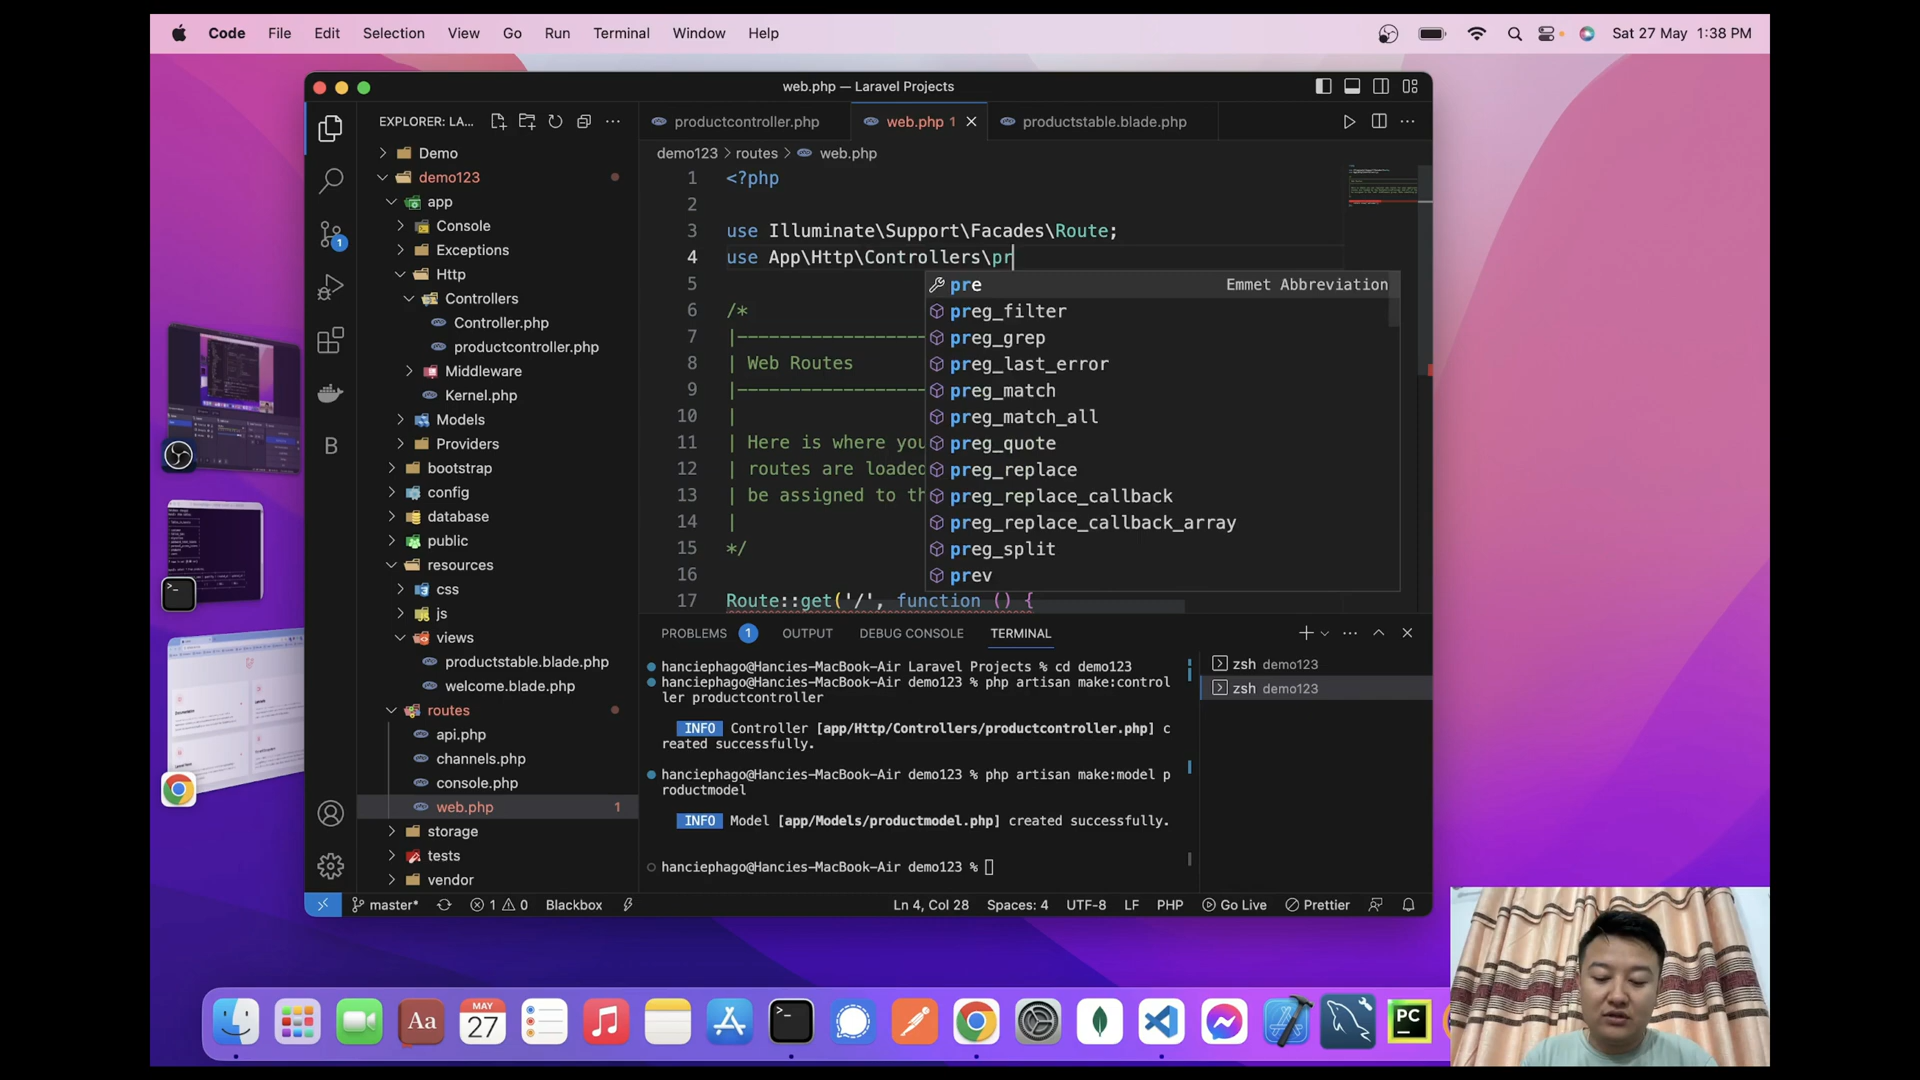 Code File Edit Selection View Go Run Terminal Window Help Sat 27 May 1:38 PM
web.php — Laravel Projects
EXPLORER: LA...
productcontroller.php web.php 1 productstable.blade.php
demo123 > routes > web.php
Demo
demo123
app
Console
Exceptions
Http
Controllers
Controller.php
productcontroller.php
Middleware
Kernel.php
Models
Providers
bootstrap
config
database
public
resources
css
js
views
productstable.blade.php
welcome.blade.php
routes
api.php
channels.php
console.php
web.php 1
storage
tests
vendor
1 <?php
2
3 use Illuminate\Support\Facades\Route;
4 use App\Http\Controllers\pr
5
6 /*
7 |--------------------
8 | Web Routes
9 |--------------------
10 |
11 | Here is where you
12 | routes are loaded
13 | be assigned to th
14 |
15 */
16
17 Route::get('/', function () {
pre Emmet Abbreviation
preg_filter
preg_grep
preg_last_error
preg_match
preg_match_all
preg_quote
preg_replace
preg_replace_callback
preg_replace_callback_array
preg_split
prev
PROBLEMS 1 OUTPUT DEBUG CONSOLE TERMINAL
hanciephago@Hancies-MacBook-Air Laravel Projects % cd demo123
hanciephago@Hancies-MacBook-Air demo123 % php artisan make:control
ler productcontroller
INFO Controller [app/Http/Controllers/productcontroller.php] c
reated successfully.
hanciephago@Hancies-MacBook-Air demo123 % php artisan make:model p
roductmodel
INFO Model [app/Models/productmodel.php] created successfully.
hanciephago@Hancies-MacBook-Air demo123 %
zsh demo123
zsh demo123
1
B
master* 1 0 Blackbox Ln 4, Col 28 Spaces: 4 UTF-8 LF PHP Go Live Prettier
Aa
MAY
27
PC